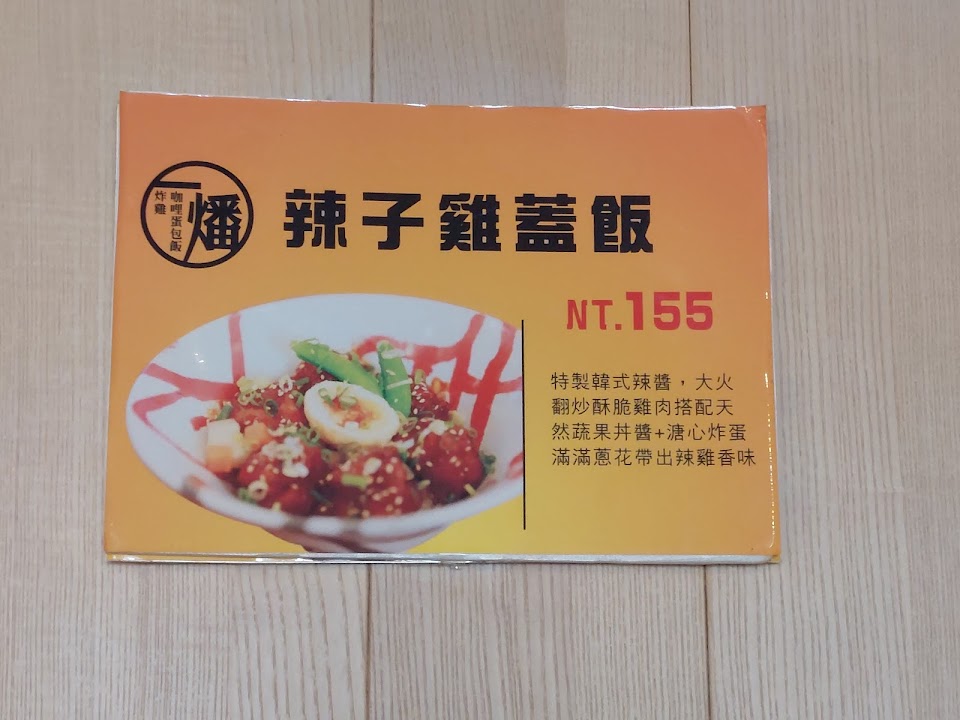 一燔
咖哩蛋包飯
炸雞
辣子雞蓋飯
NT.155
特製韓式辣醬，大火
翻炒酥脆雞肉搭配天
然蔬果丼醬+溏心炸蛋
滿滿蔥花帶出辣雞香味